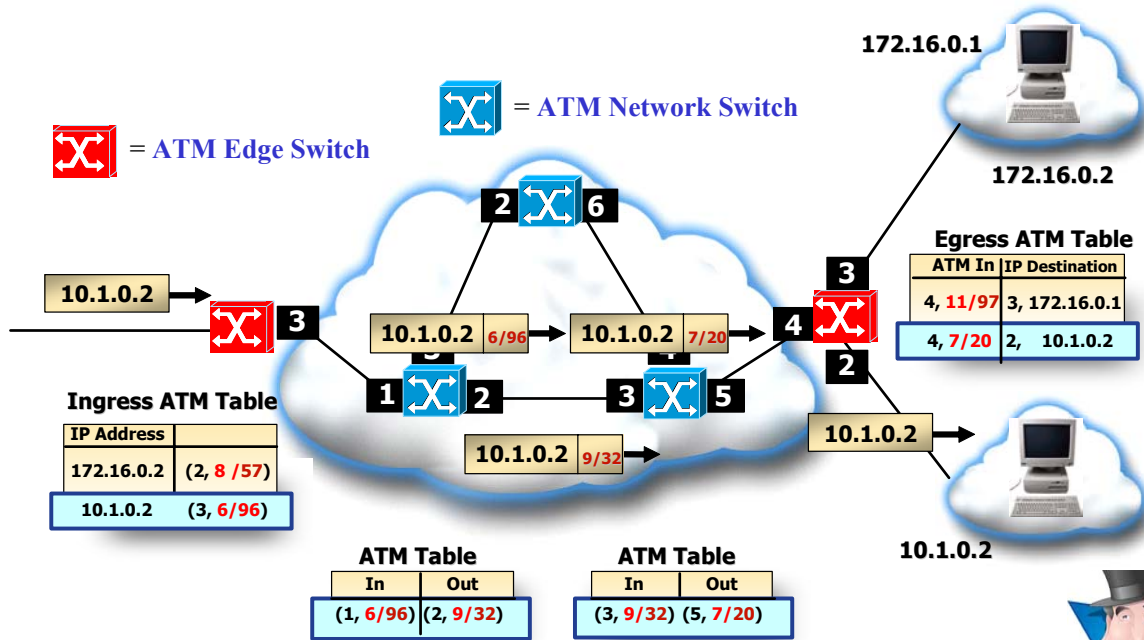 172.16.0.1
= ATM Network Switch
= ATM Edge Switch
172.16.0.2
2
6
Egress ATM Table
ATM In IP Destination
4, 11/97 3, 172.16.0.1
4, 7/20 2, 10.1.0.2
10.1.0.2
3
3
4
2
10.1.0.2 6/96
10.1.0.2 7/20
1
2
3
5
10.1.0.2 9/32
10.1.0.2
10.1.0.2
Ingress ATM Table
IP Address
172.16.0.2 (2, 8 /57)
10.1.0.2 (3, 6/96)
ATM Table
In Out
(1, 6/96) (2, 9/32)
ATM Table
In Out
(3, 9/32) (5, 7/20)